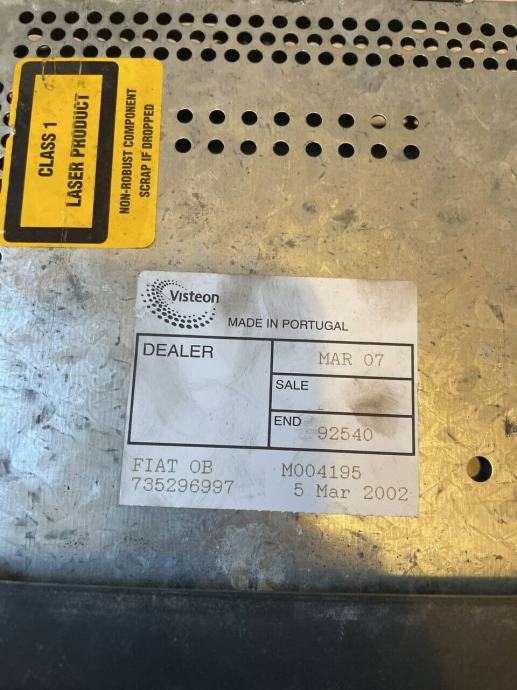 CLASS 1
LASER PRODUCT
NON-ROBUST COMPONENT
SCRAP IF DROPPED
Visteon
MADE IN PORTUGAL
DEALER
MAR 07
SALE
END
92540
FIAT OB M004195
735296997 5 Mar 2002